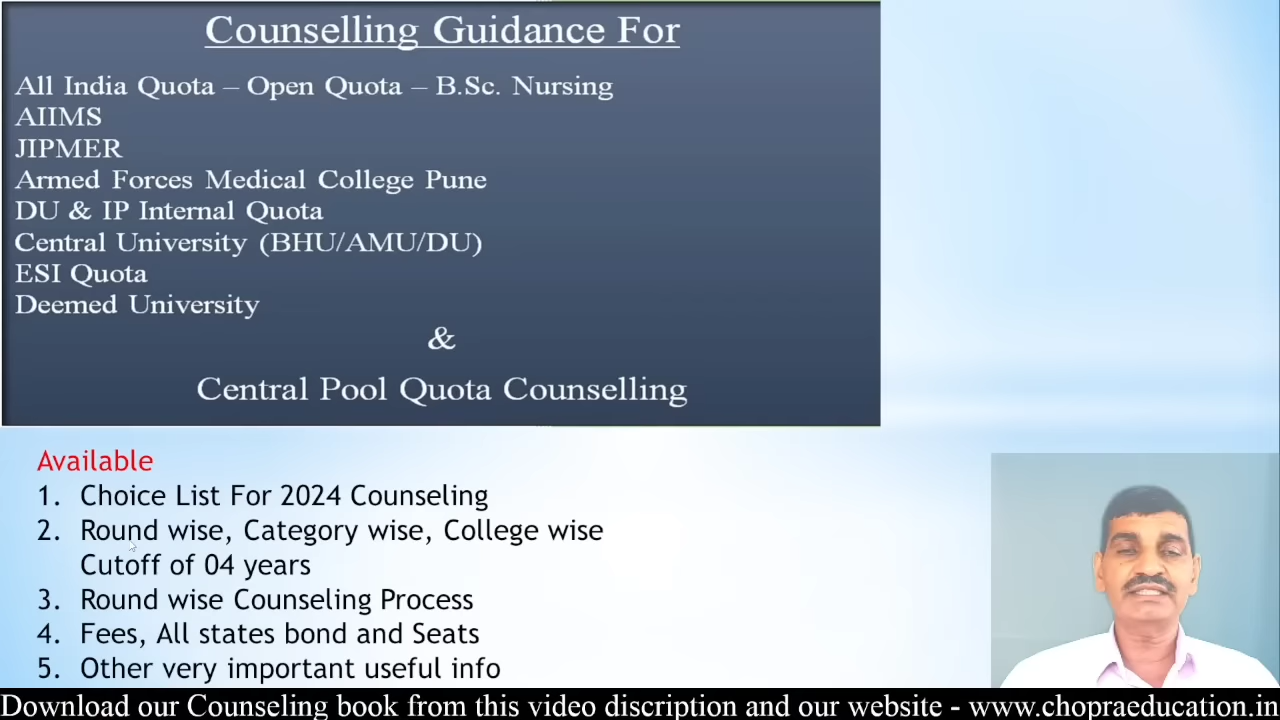 Counselling Guidance For
All India Quota – Open Quota – B.Sc. Nursing
AIIMS
JIPMER
Armed Forces Medical College Pune
DU & IP Internal Quota
Central University (BHU/AMU/DU)
ESI Quota
Deemed University
&
Central Pool Quota Counselling
Available
1. Choice List For 2024 Counseling
2. Round wise, Category wise, College wise
Cutoff of 04 years
3. Round wise Counseling Process
4. Fees, All states bond and Seats
5. Other very important useful info
Download our Counseling book from this video discription and our website - www.chopraeducation.in